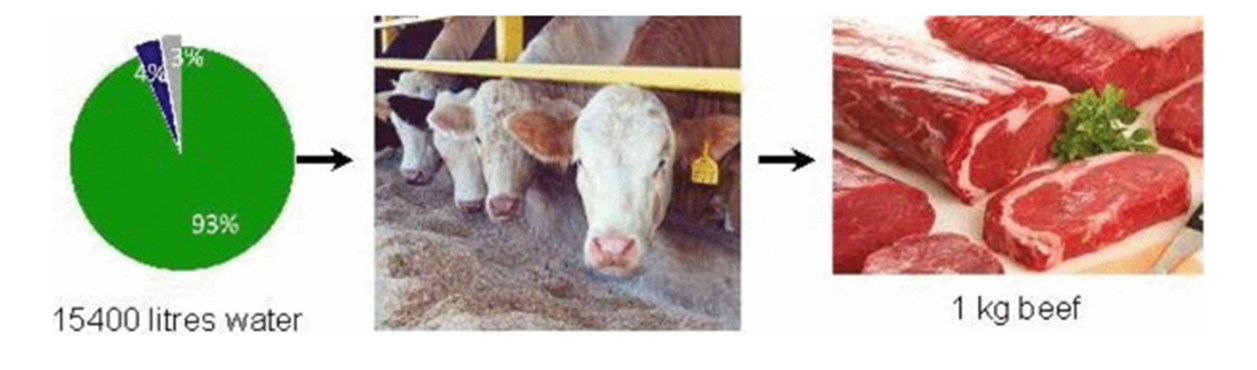 4%
3%
93%
15400 litres water
1 kg beef